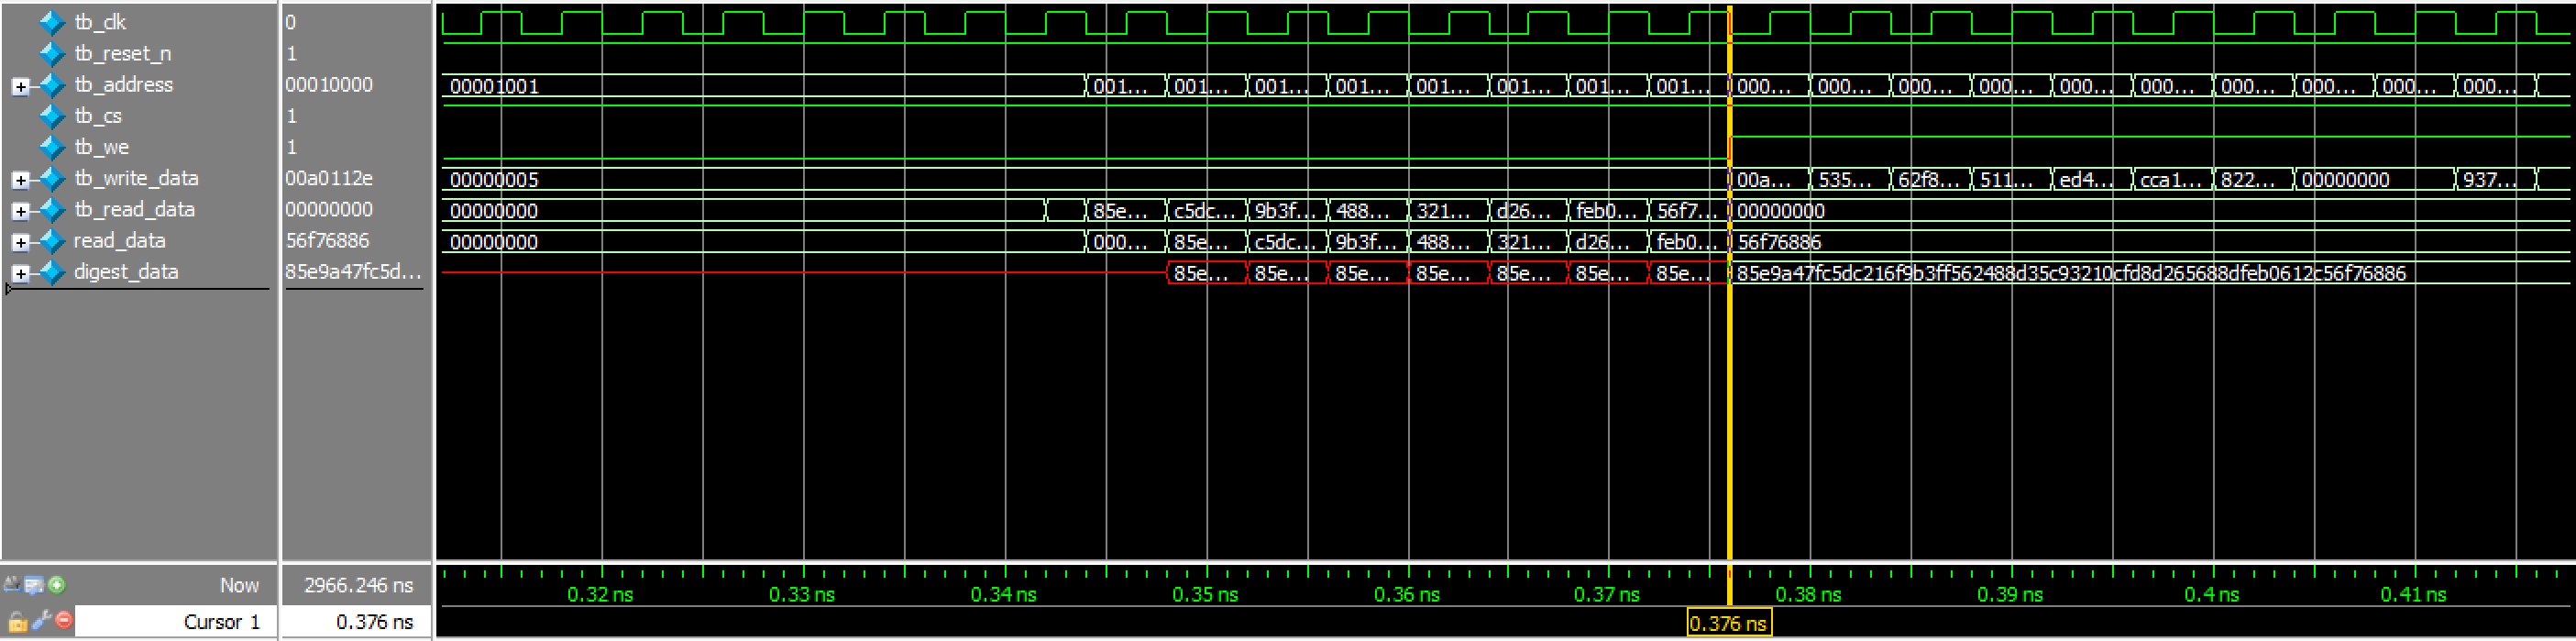 tb_clk 0
tb_reset_n 1
tb_address 00010000 00001001 001... 001... 001... 001... 001... 001... 001... 001... 000... 000... 000... 000... 000... 000... 000... 000... 000... 000...
tb_cs 1
tb_we 1
tb_write_data 00a0112e 00000005 00a... 535... 62f8... 511... ed4... cca1... 822... 00000000 937...
tb_read_data 00000000 00000000 85e... c5dc... 9b3f... 488... 321... d26... feb0... 56f7... 00000000
read_data 56f76886 00000000 000... 85e... c5dc... 9b3f... 488... 321... d26... feb0... 56f76886
digest_data 85e9a47fc5d... 85e... 85e... 85e... 85e... 85e... 85e... 85e... 85e9a47fc5dc216f9b3ff562488d35c93210cfd8d265688dfeb0612c56f76886
Now 2966.246 ns 0.32 ns 0.33 ns 0.34 ns 0.35 ns 0.36 ns 0.37 ns 0.38 ns 0.39 ns 0.4 ns 0.41 ns
Cursor 1 0.376 ns 0.376 ns